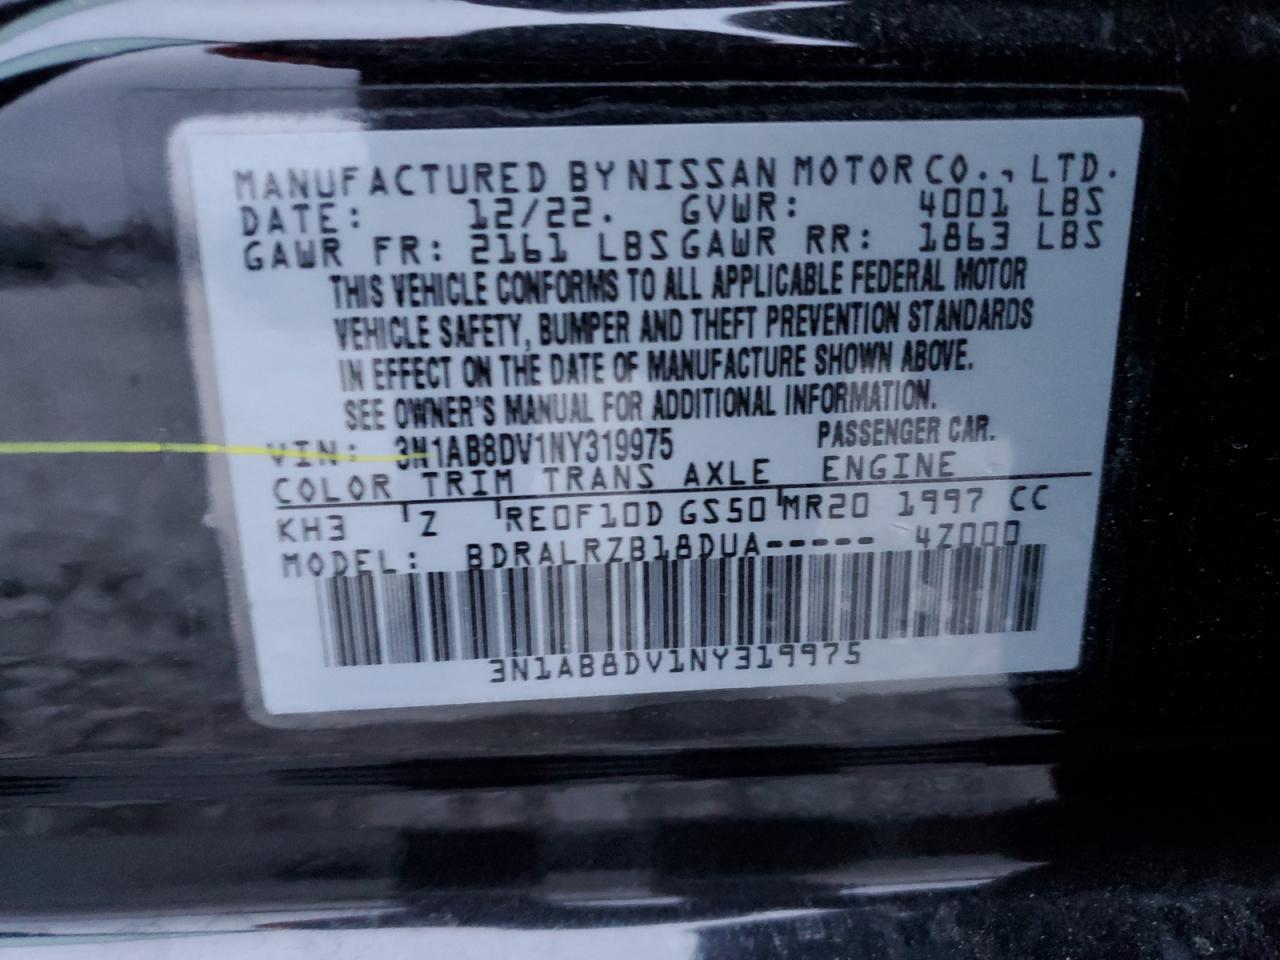 MANUFACTURED BY NISSAN MOTOR CO., LTD.
DATE: 12/22. GVWR: 4001 LBS
GAWR FR: 2161 LBS GAWR RR: 1863 LBS
THIS VEHICLE CONFORMS TO ALL APPLICABLE FEDERAL MOTOR
VEHICLE SAFETY, BUMPER AND THEFT PREVENTION STANDARDS
IN EFFECT ON THE DATE OF MANUFACTURE SHOWN ABOVE.
SEE OWNER'S MANUAL FOR ADDITIONAL INFORMATION.
VIN: 3N1AB8DV1NY319975 PASSENGER CAR.
COLOR TRIM TRANS AXLE ENGINE
KH3 Z RE0F10D GS50 MR20 1997 CC
MODEL: BDRALRZB18DUA----- 4Z000
3N1AB8DV1NY319975